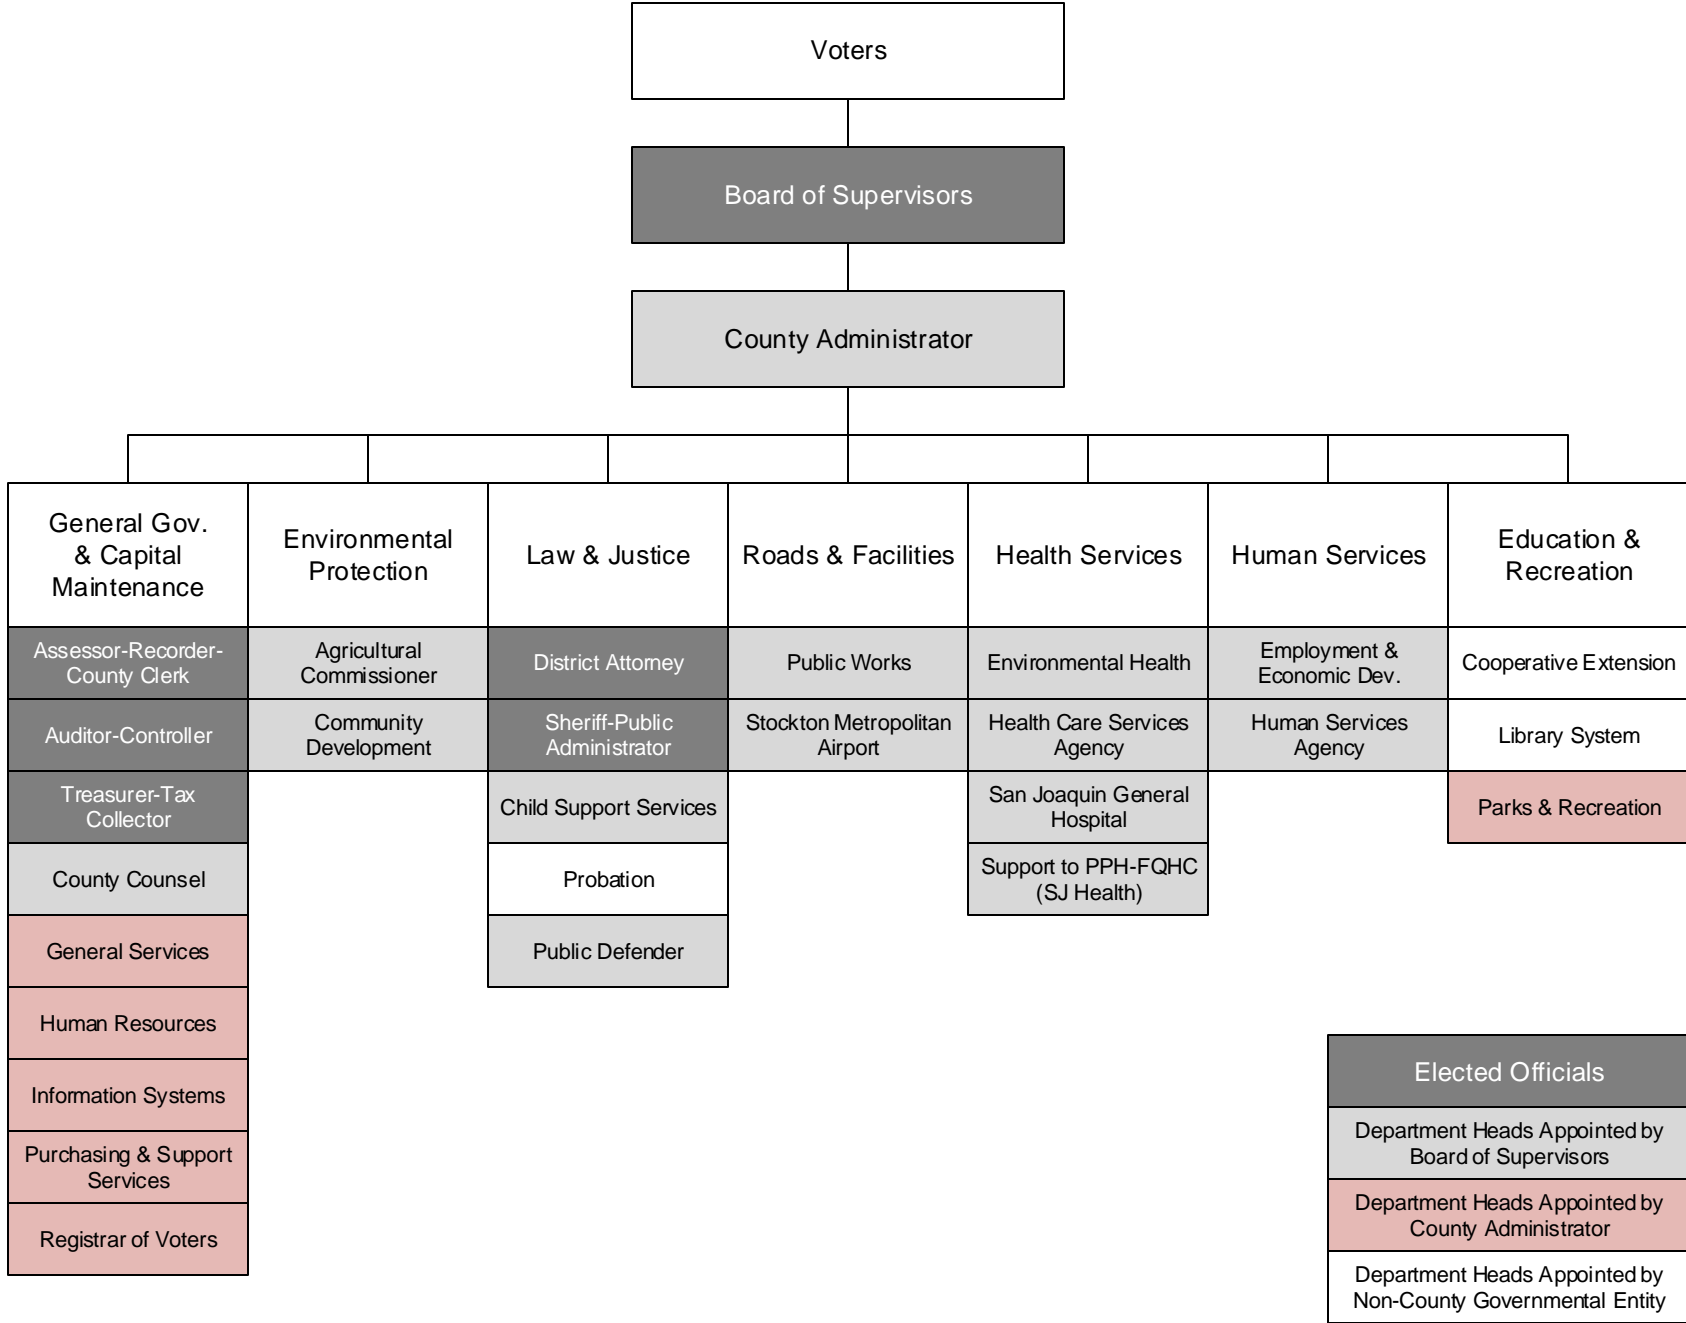 Voters
Board of Supervisors
County Administrator
General Gov.
& Capital
Maintenance
Environmental
Protection
Law & Justice
Roads & Facilities
Health Services
Human Services
Education &
Recreation
Assessor-Recorder-
County Clerk
Agricultural
Commissioner
District Attorney
Public Works
Environmental Health
Employment &
Economic Dev.
Cooperative Extension
Auditor-Controller
Community
Development
Sheriff-Public
Administrator
Stockton Metropolitan
Airport
Health Care Services
Agency
Human Services
Agency
Library System
Treasurer-Tax
Collector
Child Support Services
San Joaquin General
Hospital
Parks & Recreation
County Counsel
Probation
Support to PPH-FQHC
(SJ Health)
General Services
Public Defender
Human Resources
Information Systems
Purchasing & Support
Services
Registrar of Voters
Elected Officials
Department Heads Appointed by
Board of Supervisors
Department Heads Appointed by
County Administrator
Department Heads Appointed by
Non-County Governmental Entity